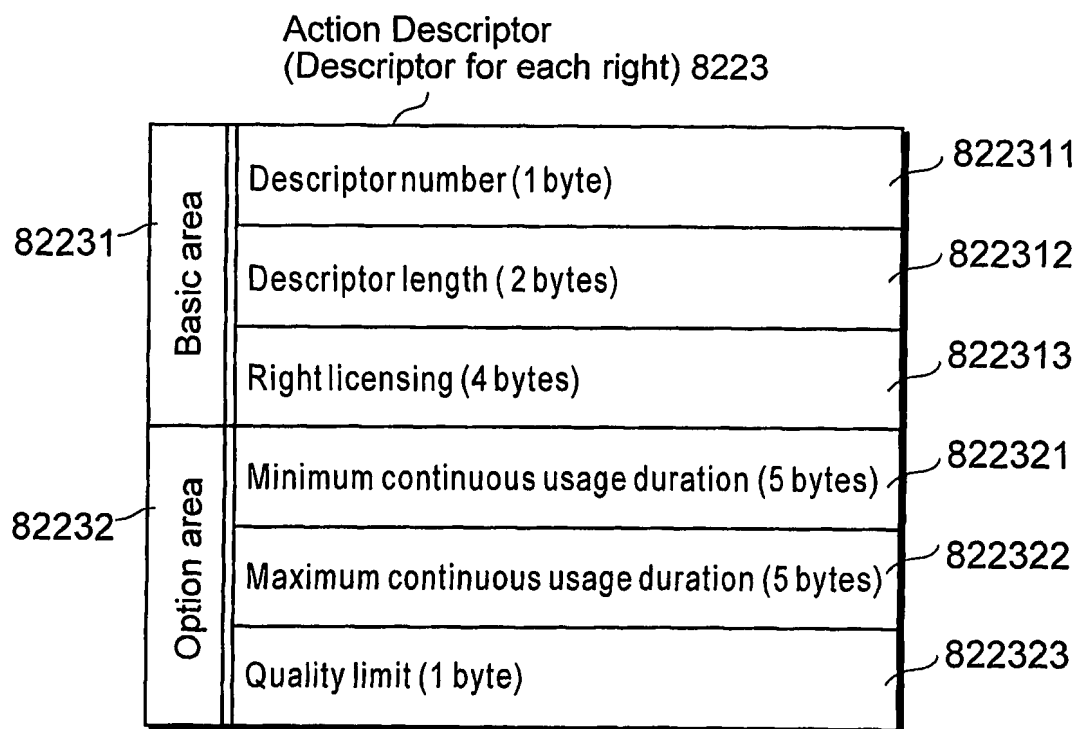 Action Descriptor
(Descriptor for each right) 8223
82231
Basic area
Descriptor number (1 byte)
822311
Descriptor length (2 bytes)
822312
Right licensing (4 bytes)
822313
82232
Option area
Minimum continuous usage duration (5 bytes)
822321
Maximum continuous usage duration (5 bytes)
822322
Quality limit (1 byte)
822323